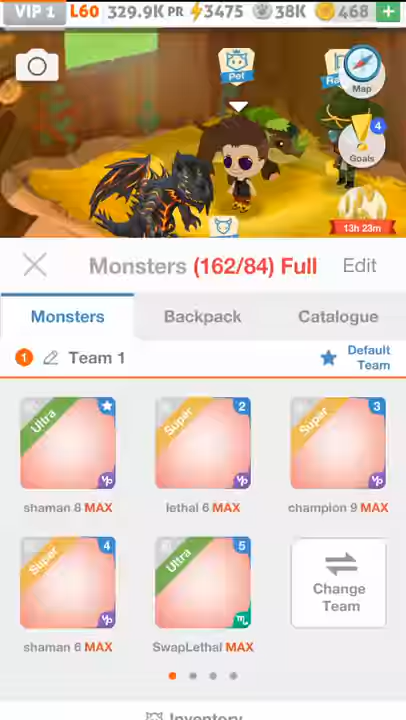 VIP 1 L60 329.9K PR 3475 38K 468
Pet
Map
4
Goals
13h 23m
Monsters (162/84) Full Edit
Monsters Backpack Catalogue
1 Team 1 Default
Team
Ultra Super 2 Super 3
shaman 8 MAX lethal 6 MAX champion 9 MAX
Super 4 Ultra 5
Change
Team
shaman 6 MAX SwapLethal MAX
Inventory